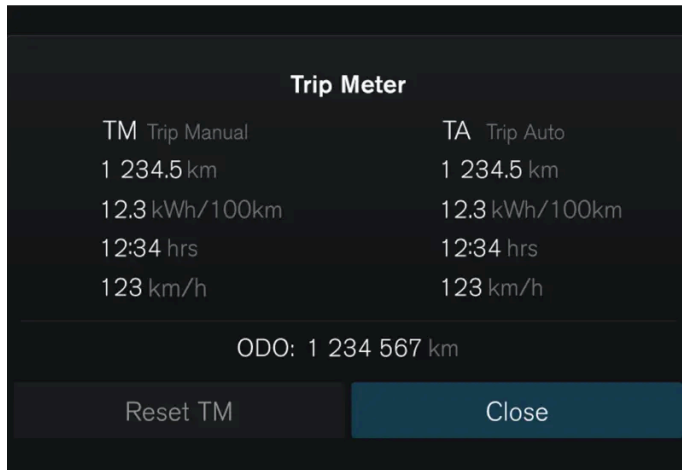 Trip Meter
TM Trip Manual
1 234.5 km
12.3 kWh/100km
12:34 hrs
123 km/h
TA Trip Auto
1 234.5 km
12.3 kWh/100km
12:34 hrs
123 km/h
ODO: 1 234 567 km
Reset TM
Close